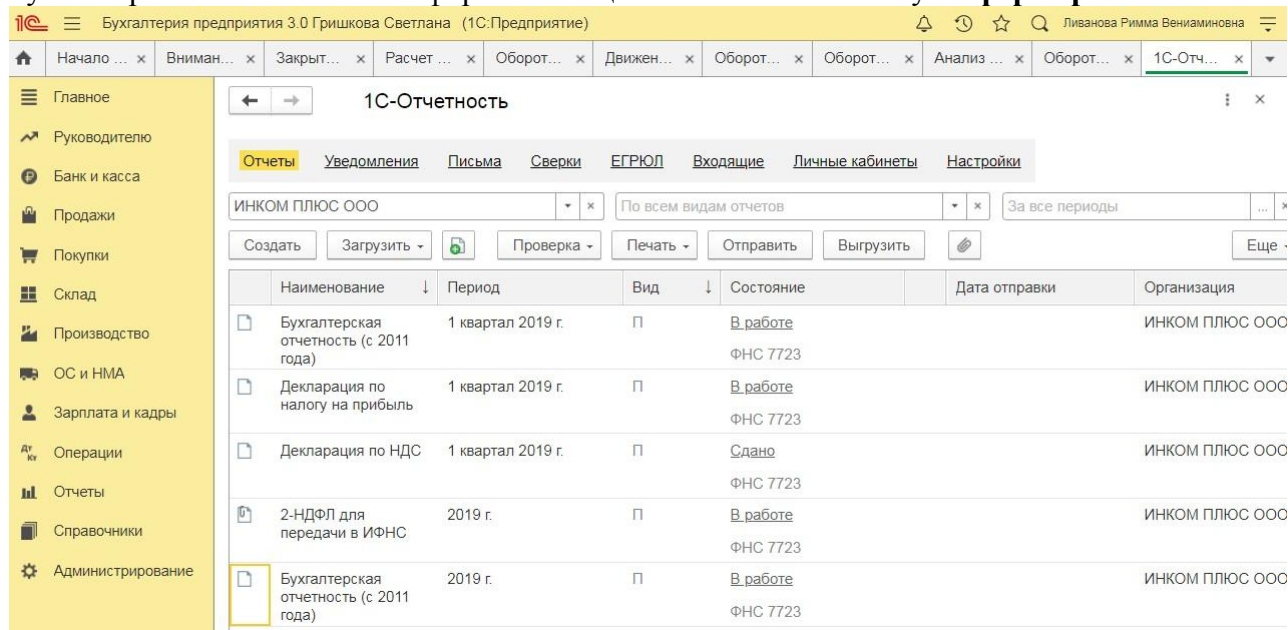 1С Бухгалтерия предприятия 3.0 Гришкова Светлана (1С:Предприятие) Ливанова Римма Вениаминовна
Начало ... × Вниман... × Закрыт... × Расчет ... × Оборот... × Движен... × Оборот... × Оборот... × Анализ ... × Оборот... × 1С-Отч... ×
Главное
Руководителю
Банк и касса
Продажи
Покупки
Склад
Производство
ОС и НМА
Зарплата и кадры
Операции
Отчеты
Справочники
Администрирование
1С-Отчетность
Отчеты Уведомления Письма Сверки ЕГРЮЛ Входящие Личные кабинеты Настройки
ИНКОМ ПЛЮС ООО По всем видам отчетов За все периоды ...
Создать Загрузить Проверка Печать Отправить Выгрузить Еще
Наименование ↓ Период Вид ↓ Состояние Дата отправки Организация
Бухгалтерская 1 квартал 2019 г. П В работе ИНКОМ ПЛЮС ООО
отчетность (с 2011
года) ФНС 7723
Декларация по 1 квартал 2019 г. П В работе ИНКОМ ПЛЮС ООО
налогу на прибыль
ФНС 7723
Декларация по НДС 1 квартал 2019 г. П Сдано ИНКОМ ПЛЮС ООО
ФНС 7723
2-НДФЛ для 2019 г. П В работе ИНКОМ ПЛЮС ООО
передачи в ИФНС
ФНС 7723
Бухгалтерская 2019 г. П В работе ИНКОМ ПЛЮС ООО
отчетность (с 2011
года) ФНС 7723